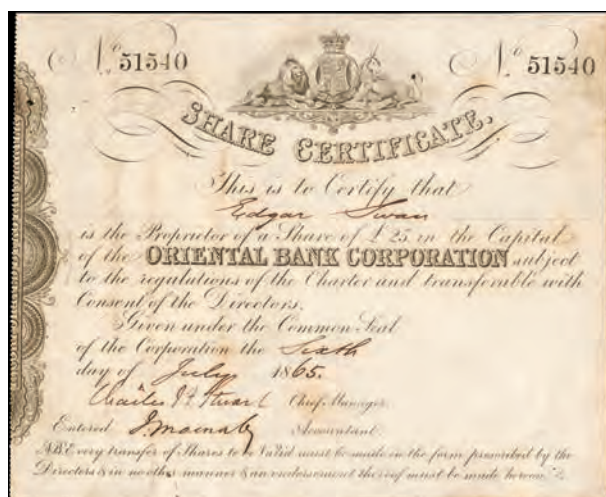 No 51540 No 51540
SHARE CERTIFICATE.
This is to Certify that
Edgar Swan
is the Proprietor of a Share of £25, in the Capital
of the ORIENTAL BANK CORPORATION subject
to the regulations of the Charter and transferable with
Consent of the Directors.
Given under the Common Seal
of the Corporation the Sixth
day of July 1865.
Charles J F Stuart Chief Manager.
Entered Accountant.
N.B. Every transfer of Shares to be Valid must be made in the form prescribed by the
Directors & in no other manner & an endorsement thereof must be made hereon.